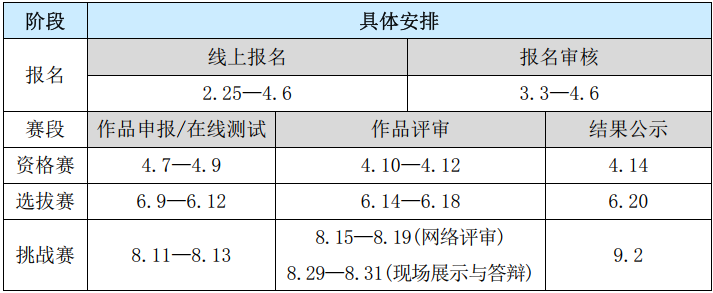 阶段 具体安排
报名 线上报名 报名审核
2.25—4.6 3.3—4.6
赛段 作品申报/在线测试 作品评审 结果公示
资格赛 4.7—4.9 4.10—4.12 4.14
选拔赛 6.9—6.12 6.14—6.18 6.20
挑战赛 8.11—8.13 8.15—8.19(网络评审) 9.2
8.29—8.31(现场展示与答辩)